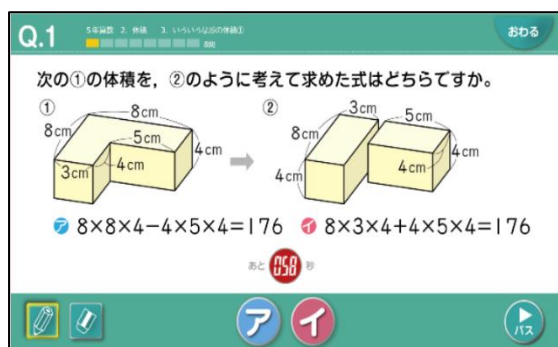 Q.1
5年算数 2. 体積 3. いろいろな形の体積①
おわる
次の①の体積を，②のように考えて求めた式はどちらですか。
① 8cm 8cm 5cm 4cm 3cm 4cm
② 3cm 5cm 8cm 4cm 4cm 4cm
ア 8×8×4－4×5×4＝176 イ 8×3×4＋4×5×4＝176
あと 058 秒
ア イ
パス